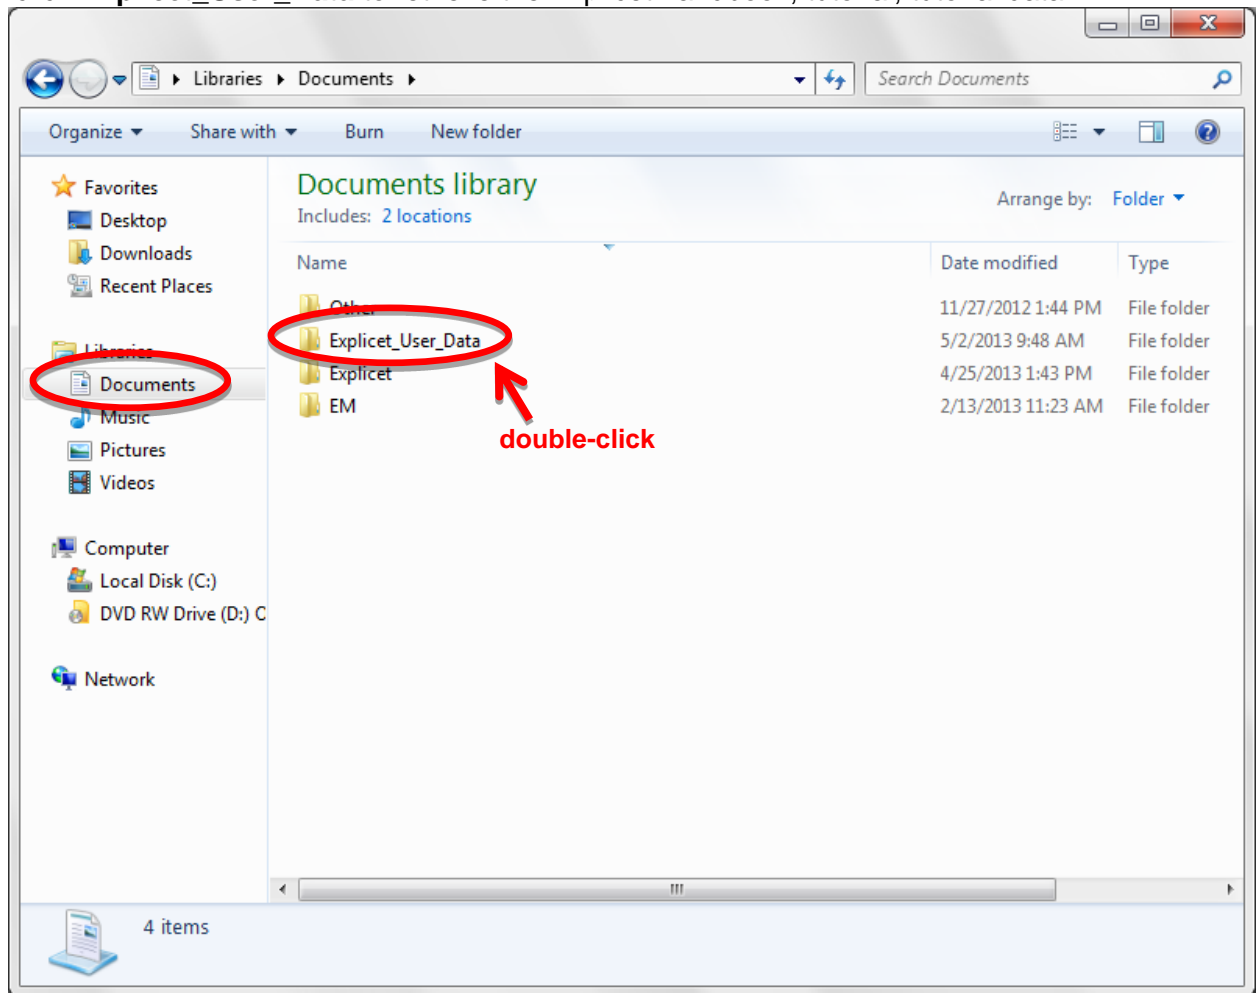 Explicet_User_Data to
Libraries
Documents
Search Documents
Organize
Share with
Burn
New folder
Favorites
Desktop
Downloads
Recent Places
Libraries
Documents
Music
Pictures
Videos
Computer
Local Disk (C:)
DVD RW Drive (D:) C
Network
Documents library
Includes: 2 locations
Arrange by: Folder
Name
Date modified
Type
Other
11/27/2012 1:44 PM
File folder
Explicet_User_Data
5/2/2013 9:48 AM
File folder
Explicet
4/25/2013 1:43 PM
File folder
EM
2/13/2013 11:23 AM
File folder
double-click
4 items